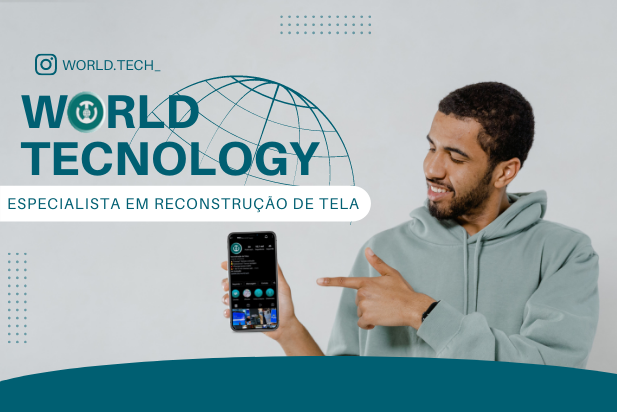 WORLD.TECH_
WORLD
TECNOLOGY
ESPECIALISTA EM RECONSTRUÇÃO DE TELA